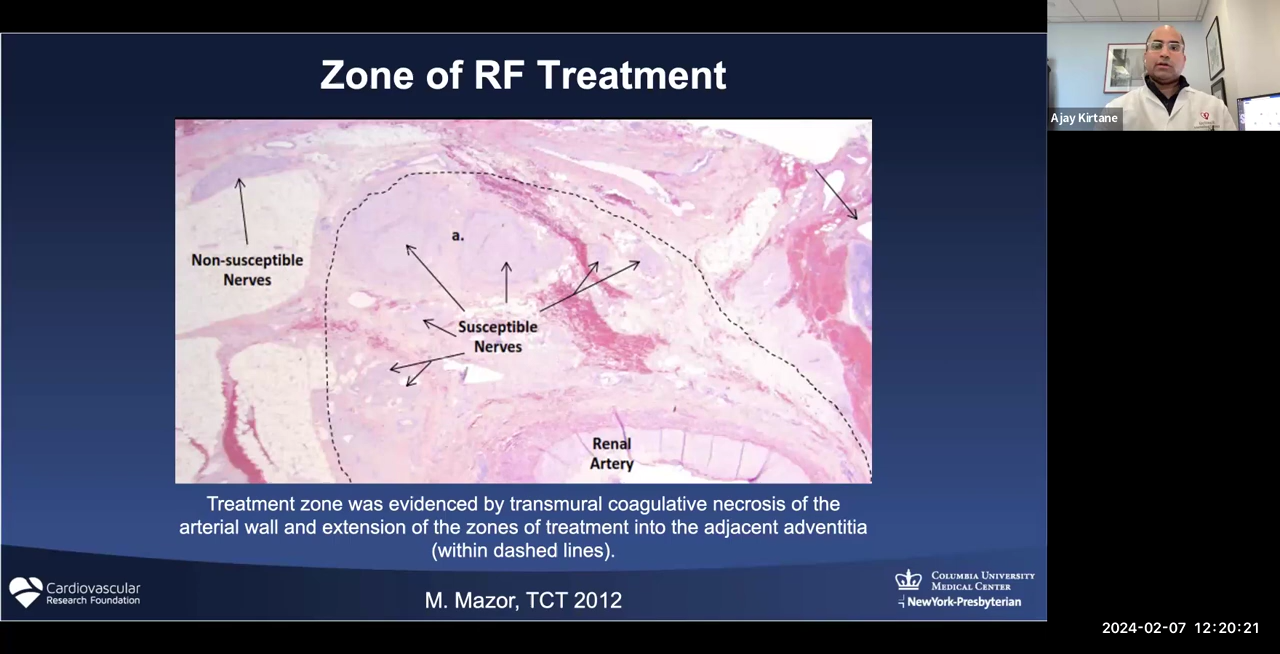 Zone of RF Treatment
Ajay Kirtane
a.
Non-susceptible
Nerves
Susceptible
Nerves
Renal
Artery
Treatment zone was evidenced by transmural coagulative necrosis of the
arterial wall and extension of the zones of treatment into the adjacent adventitia
(within dashed lines).
Cardiovascular
Research Foundation
M. Mazor, TCT 2012
COLUMBIA UNIVERSITY
MEDICAL CENTER
NewYork-Presbyterian
2024-02-07 12:20:21